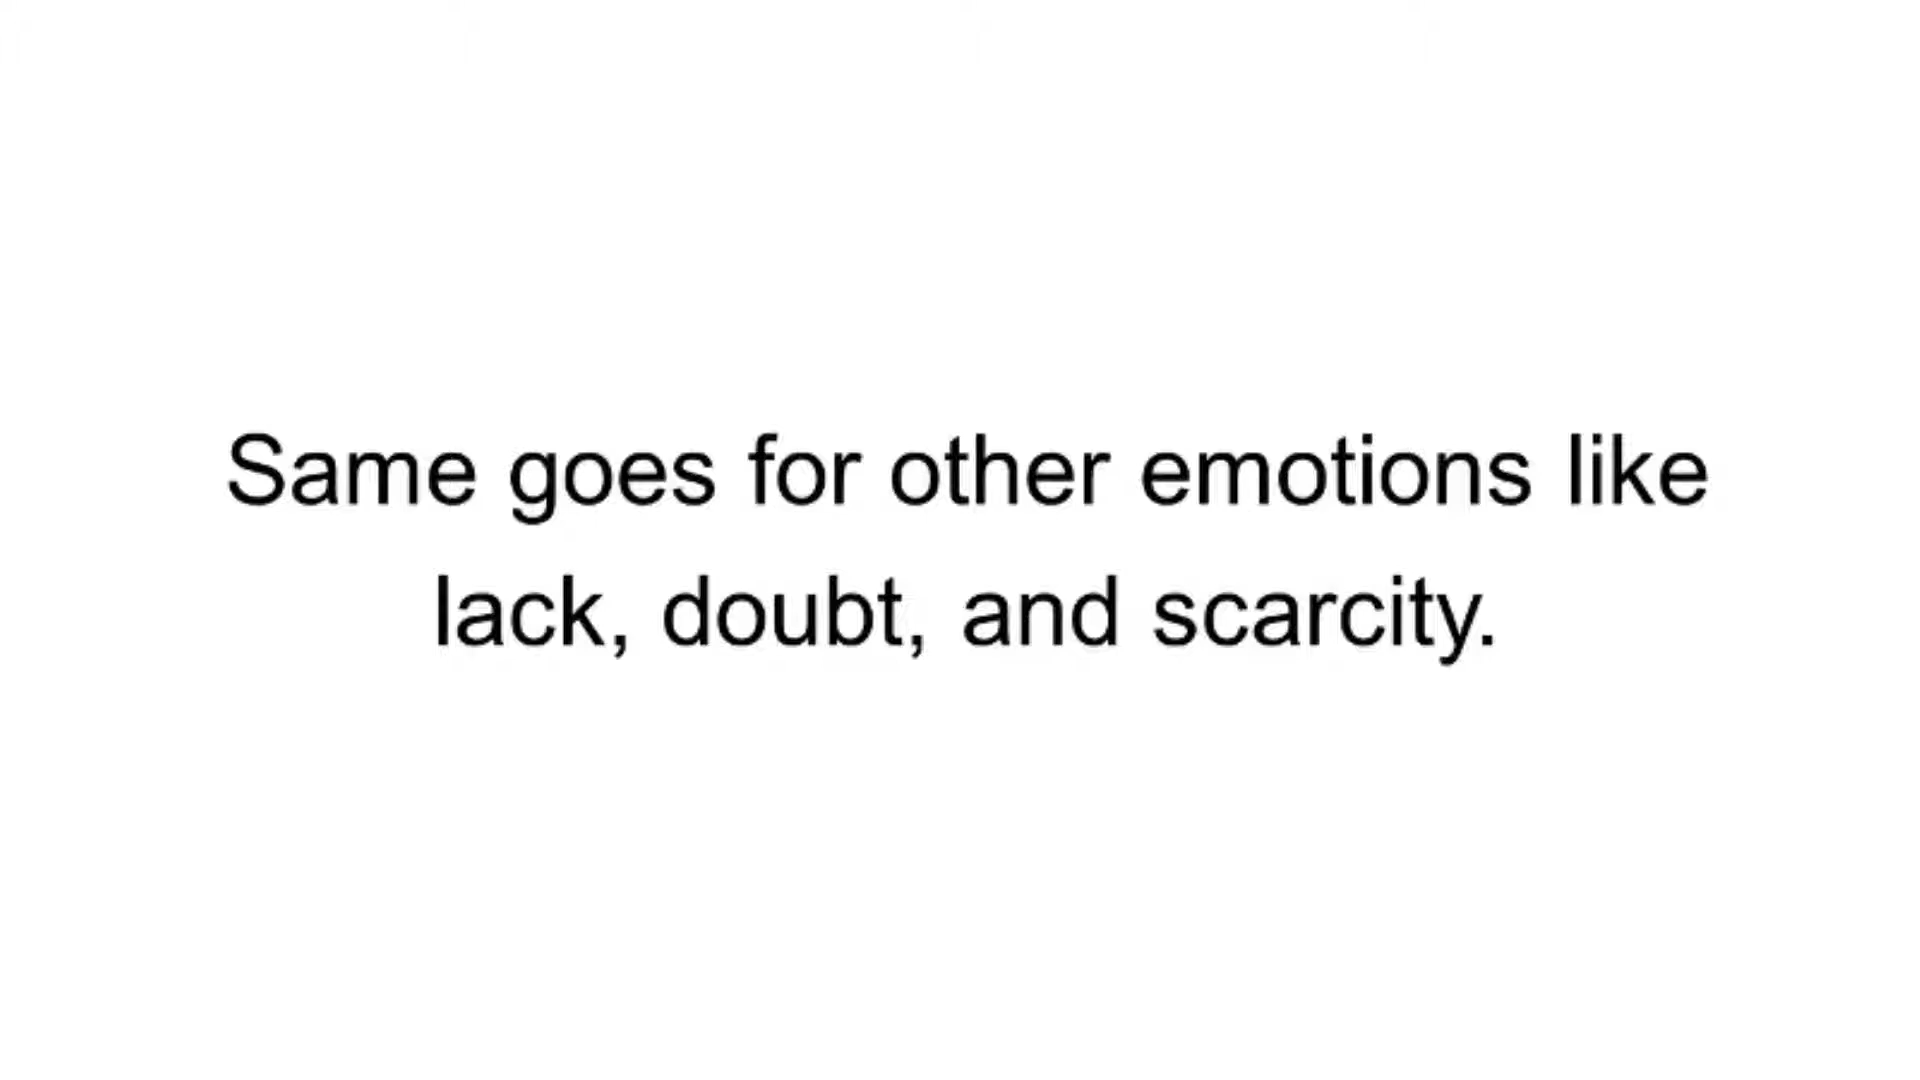 Same goes for other emotions like
lack, doubt, and scarcity.